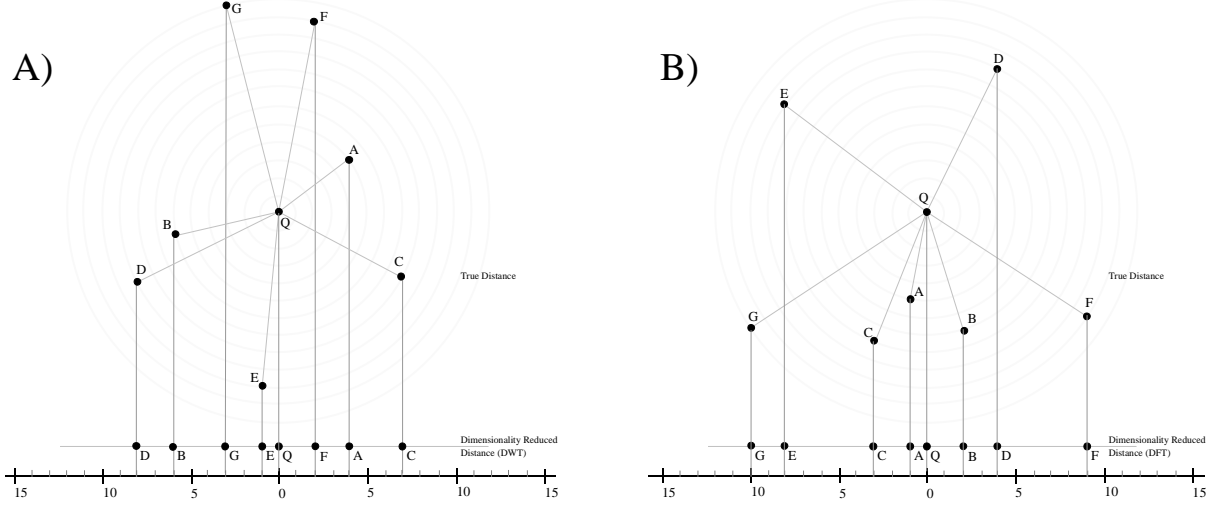 A)
G
F
A
B
Q
D
C
E
True Distance
Dimensionality Reduced
Distance (DWT)
D B G E Q F A C
15 10 5 0 5 10 15
B)
D
E
Q
A
G
F
B
C
True Distance
Dimensionality Reduced
Distance (DFT)
G E C A Q B D F
15 10 5 0 5 10 15